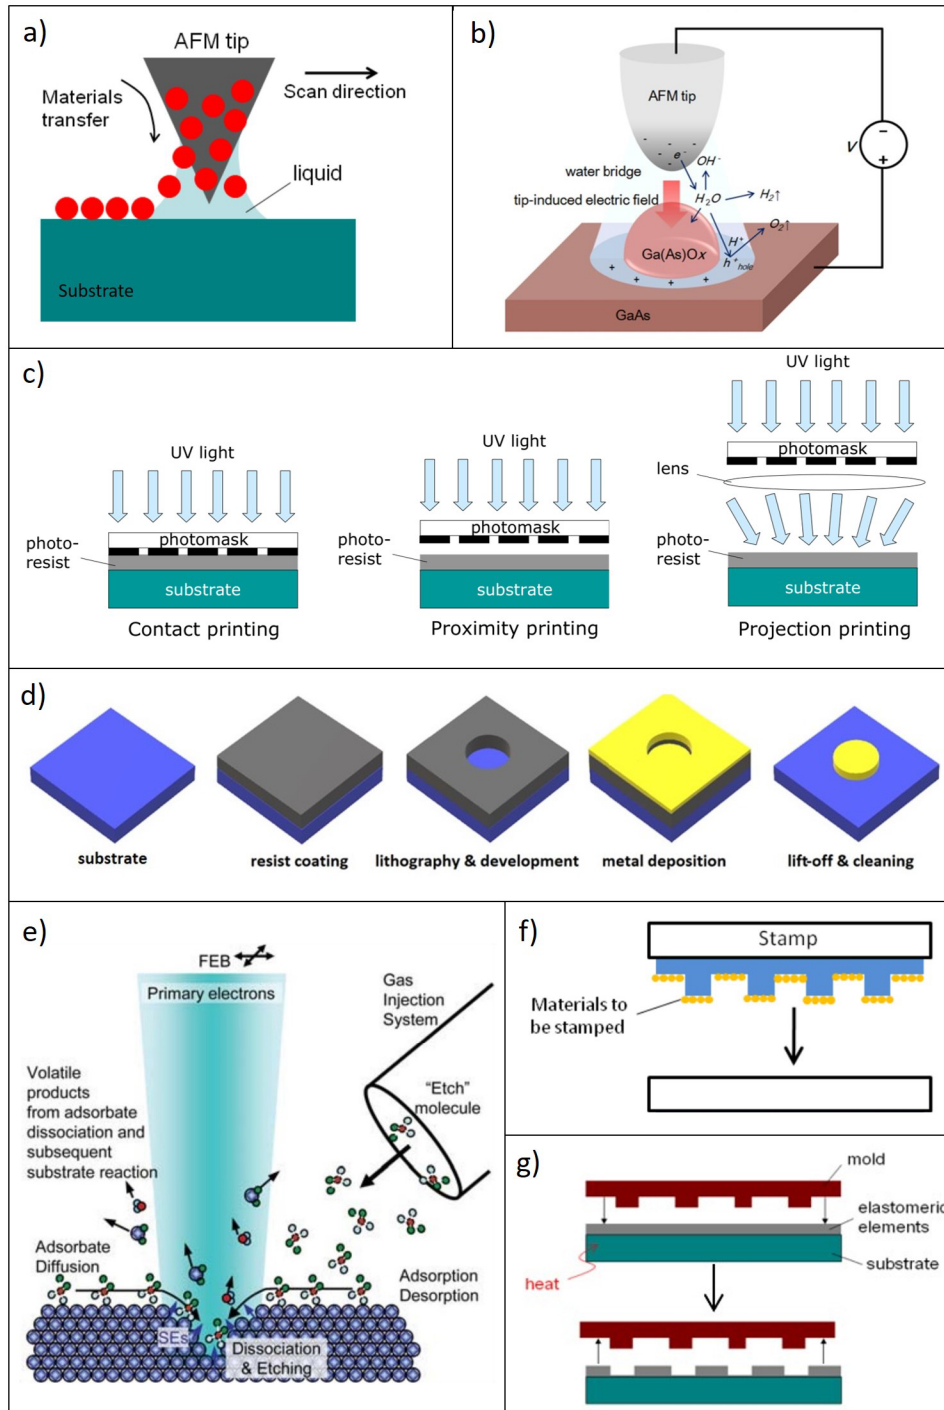 a)
AFM tip
Scan direction
Materials
transfer
liquid
Substrate
b)
AFM tip
e-
OH-
water bridge
tip-induced electric field
H2O
H2↑
O2↑
H+
Ga(As)Ox
h+hole
GaAs
V
c)
UV light
photomask
photo-
resist
substrate
Contact printing
UV light
photomask
photo-
resist
substrate
Proximity printing
UV light
photomask
lens
photo-
resist
substrate
Projection printing
d)
substrate
resist coating
lithography & development
metal deposition
lift-off & cleaning
e)
FEB
Primary electrons
Gas
Injection
System
"Etch"
molecule
Volatile
products
from adsorbate
dissociation and
subsequent
substrate reaction
Adsorbate
Diffusion
Adsorption
Desorption
SEs
Dissociation
& Etching
f)
Stamp
Materials to
be stamped
g)
mold
elastomeric
elements
substrate
heat